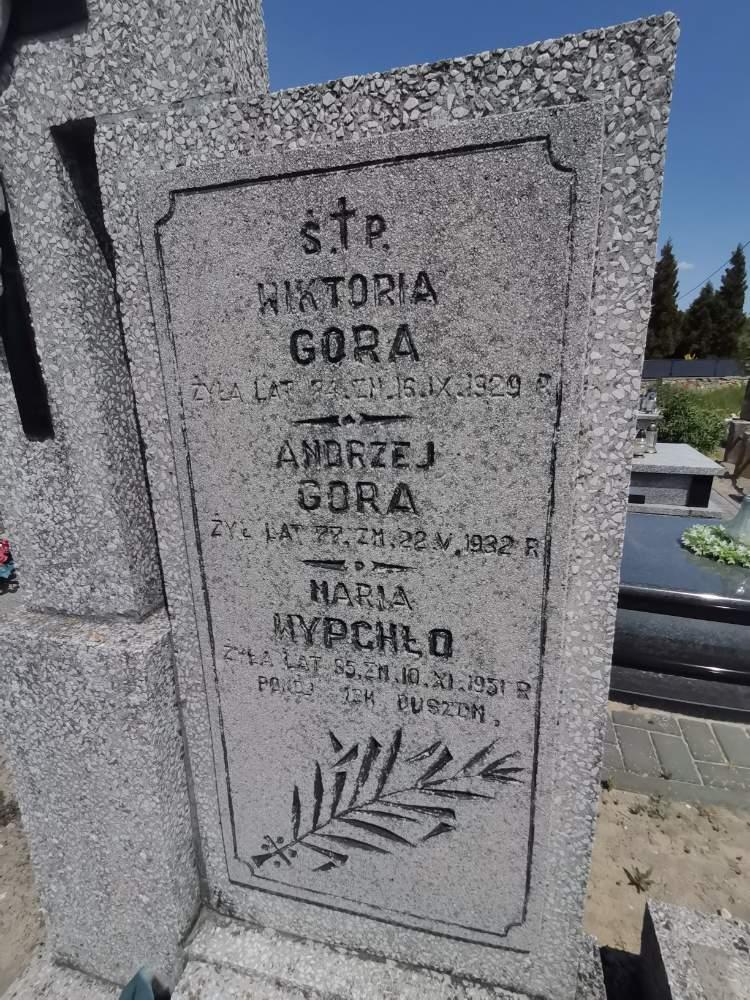 Ś.†P.
WIKTORIA
GORA
ŻYŁA LAT 74.ZM.16.IX.1929 R
ANDRZEJ
GORA
ŻYŁ LAT 77.ZM.22.V.1932 R
MARIA
WYPCHŁO
ŻYŁA LAT 85.ZM.10.XI.1951 R
POKÓJ ICH DUSZOM.